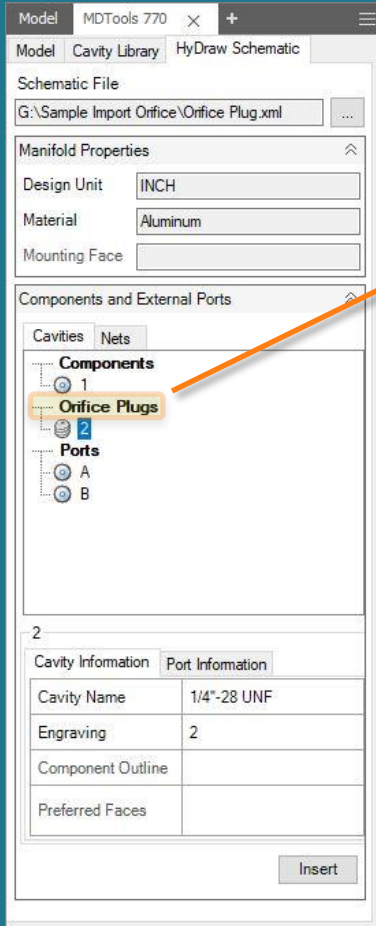 Model MDTools 770 × +
Model Cavity Library HyDraw Schematic
Schematic File
G:\Sample Import Orifice\Orifice Plug.xml ...
Manifold Properties
Design Unit INCH
Material Aluminum
Mounting Face
Components and External Ports
Cavities Nets
Components
1
Orifice Plugs
2
Ports
A
B
2
Cavity Information Port Information
Cavity Name 1/4"-28 UNF
Engraving 2
Component Outline
Preferred Faces
Insert